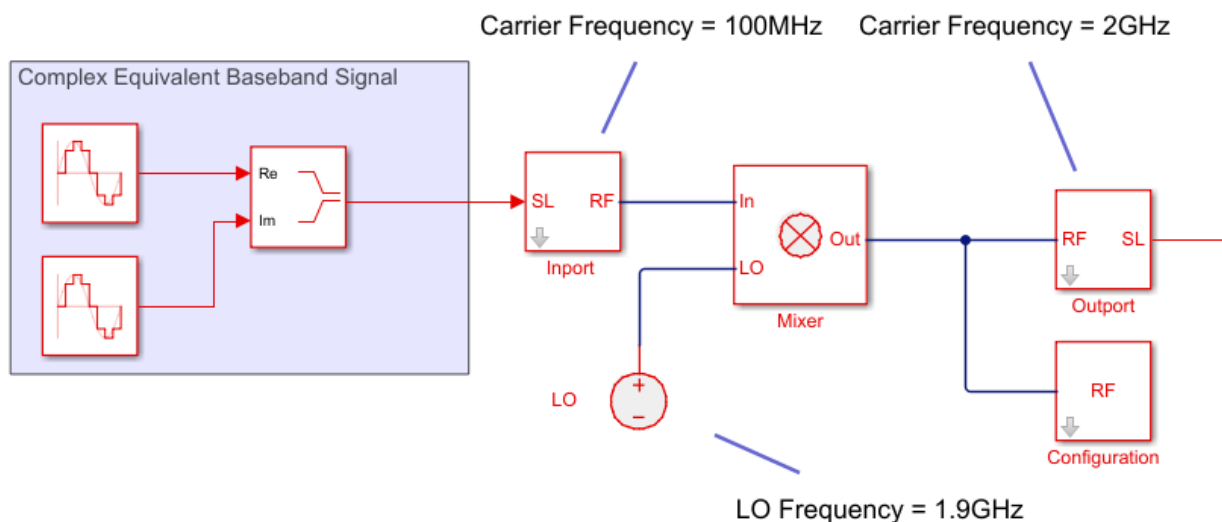 Carrier Frequency = 100MHz
Carrier Frequency = 2GHz
Complex Equivalent Baseband Signal
Re
Im
SL
RF
Inport
In
LO
Out
Mixer
RF
SL
Outport
LO
+
−
RF
Configuration
LO Frequency = 1.9GHz